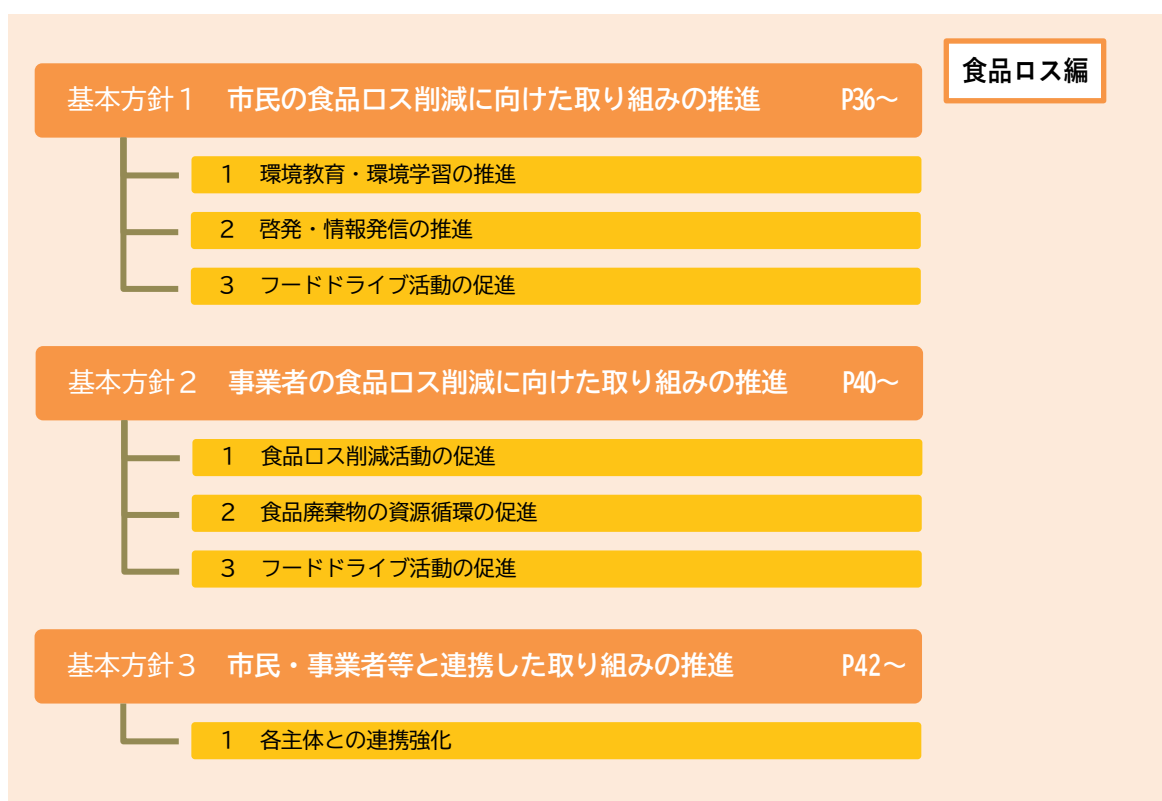 食品ロス編
基本方針１　市民の食品ロス削減に向けた取り組みの推進　P36～
１　環境教育・環境学習の推進
２　啓発・情報発信の推進
３　フードドライブ活動の促進
基本方針２　事業者の食品ロス削減に向けた取り組みの推進　P40～
１　食品ロス削減活動の促進
２　食品廃棄物の資源循環の促進
３　フードドライブ活動の促進
基本方針３　市民・事業者等と連携した取り組みの推進　P42～
１　各主体との連携強化